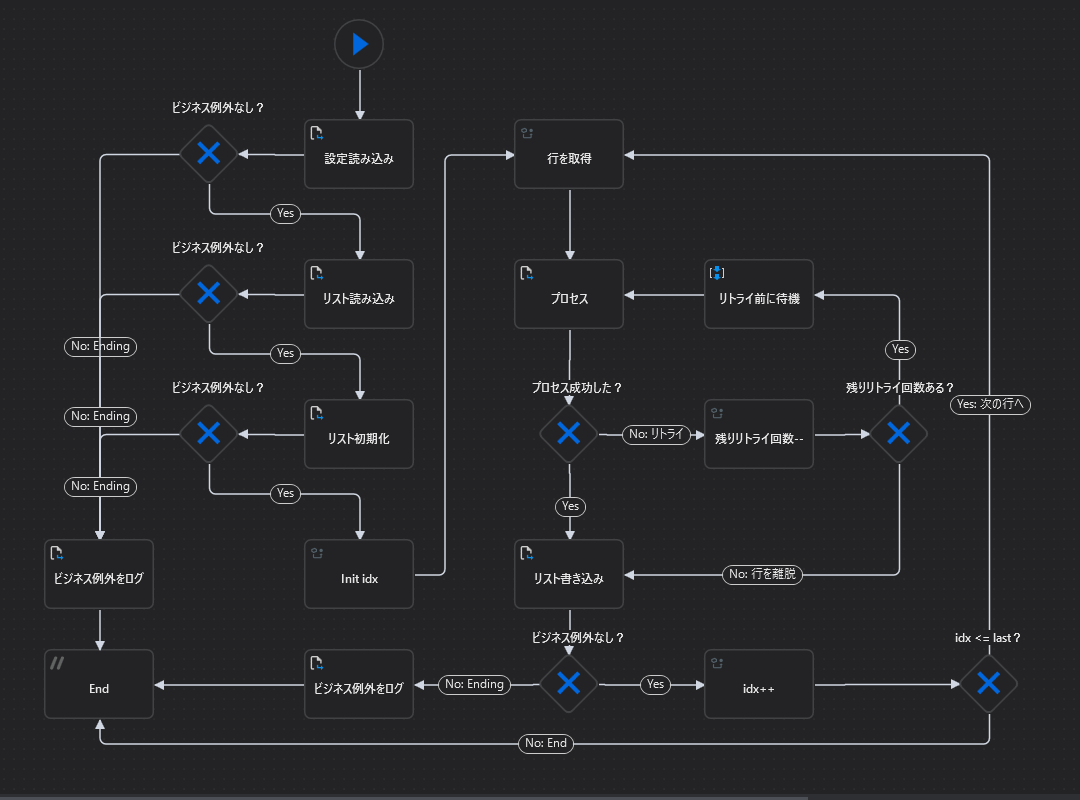 ビジネス例外なし？
設定読み込み
行を取得
Yes
ビジネス例外なし？
リスト読み込み
プロセス
リトライ前に待機
No: Ending
Yes
Yes
ビジネス例外なし？
プロセス成功した？
残りリトライ回数ある？
Yes: 次の行へ
No: Ending
リスト初期化
No: リトライ
残りリトライ回数--
No: Ending
Yes
Yes
ビジネス例外をログ
Init idx
リスト書き込み
No: 行を離脱
ビジネス例外なし？
idx <= last？
End
ビジネス例外をログ
No: Ending
Yes
idx++
No: End